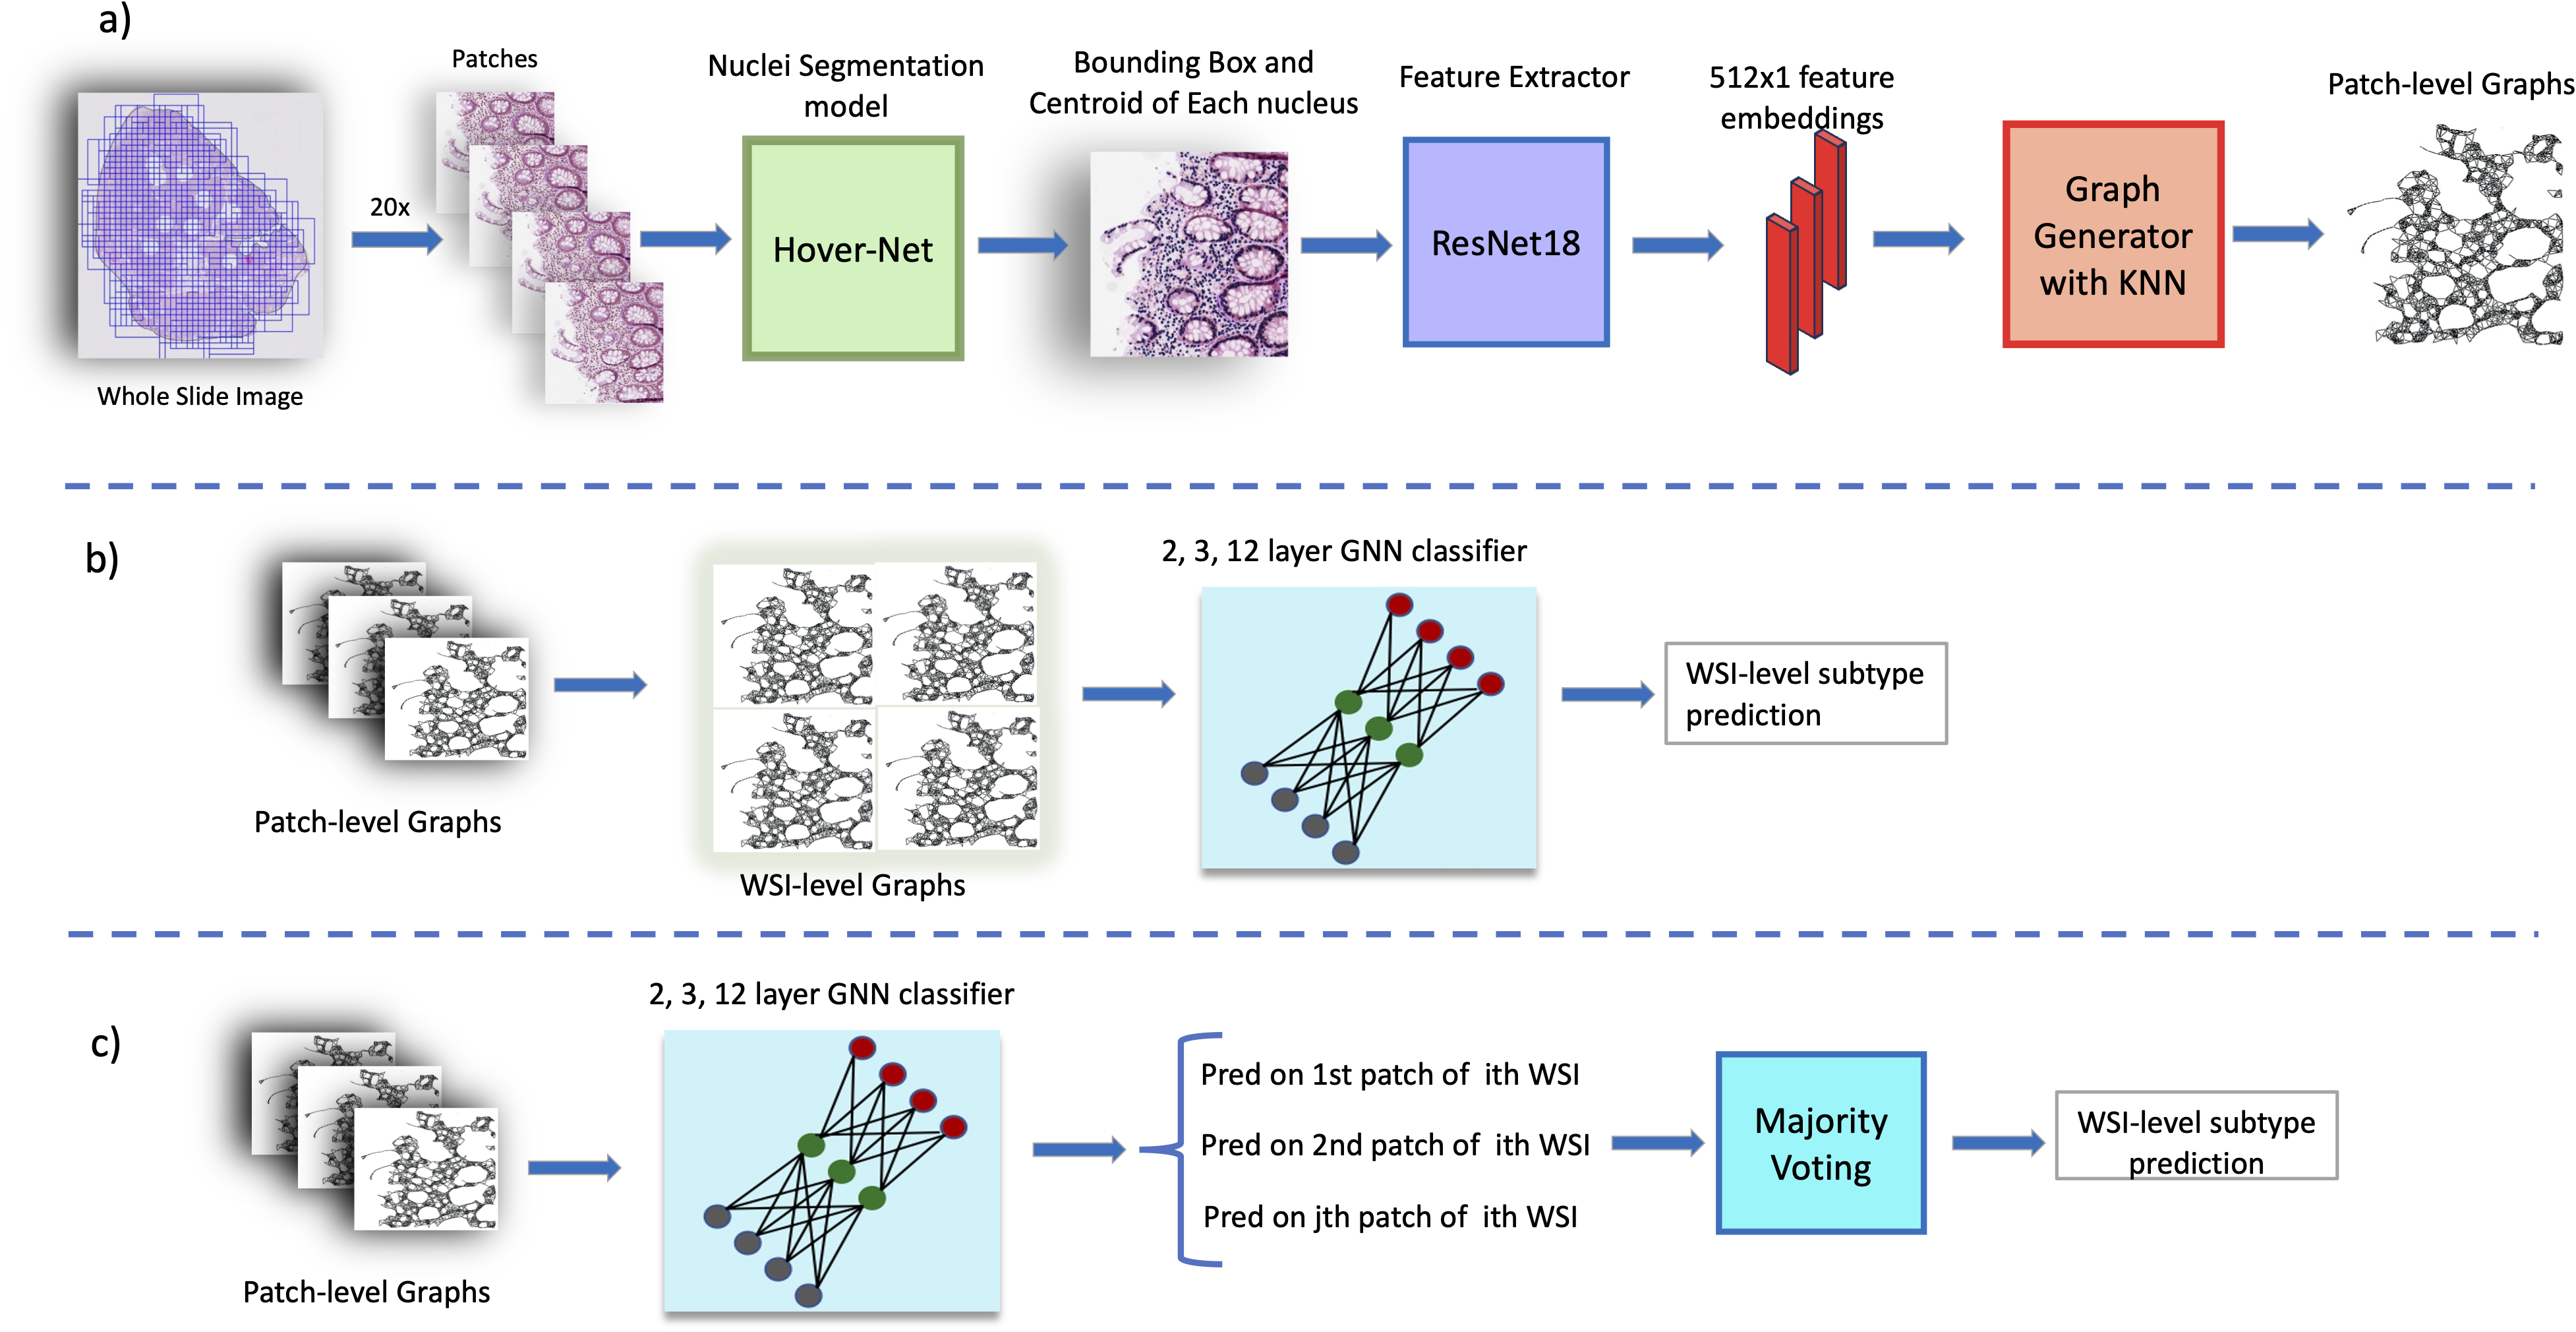 a)
Patches
20x
Whole Slide Image
Nuclei Segmentation
model
Hover-Net
Bounding Box and
Centroid of Each nucleus
Feature Extractor
ResNet18
512x1 feature
embeddings
Graph
Generator
with KNN
Patch-level Graphs
b)
Patch-level Graphs
WSI-level Graphs
2, 3, 12 layer GNN classifier
WSI-level subtype
prediction
c)
Patch-level Graphs
2, 3, 12 layer GNN classifier
Pred on 1st patch of ith WSI
Pred on 2nd patch of ith WSI
Pred on jth patch of ith WSI
Majority
Voting
WSI-level subtype
prediction